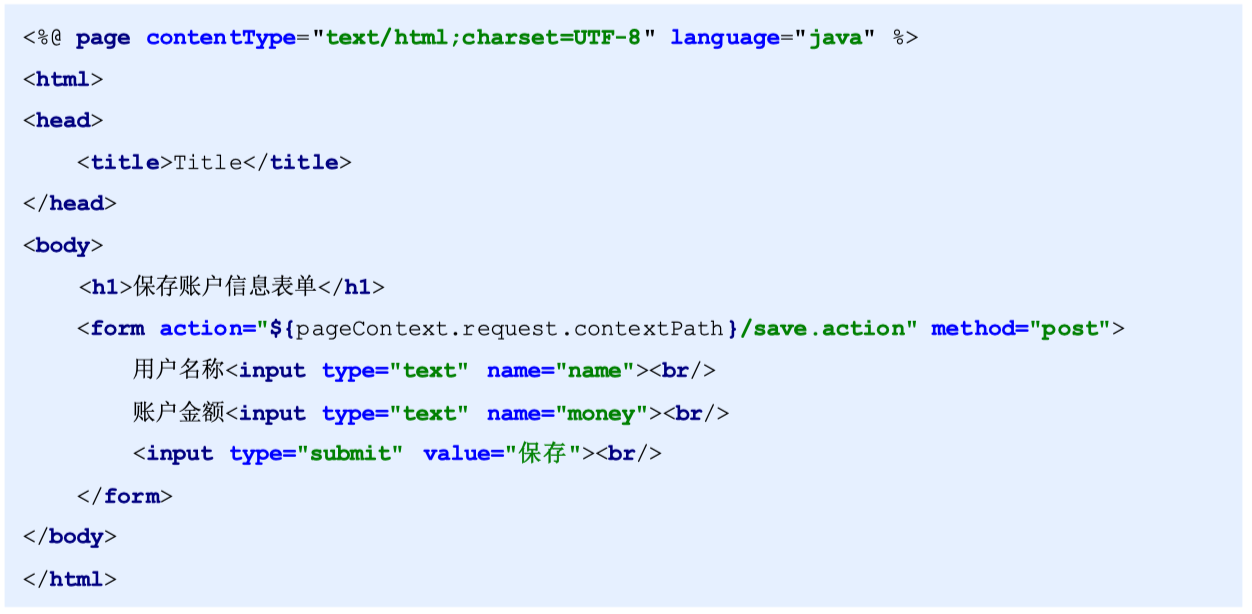 <%@ page contentType="text/html;charset=UTF-8" language="java" %>
<html>
<head>
    <title>Title</title>
</head>
<body>
    <h1>保存账户信息表单</h1>
    <form action="${pageContext.request.contextPath}/save.action" method="post">
        用户名称<input type="text" name="name"><br/>
        账户金额<input type="text" name="money"><br/>
        <input type="submit" value="保存"><br/>
    </form>
</body>
</html>